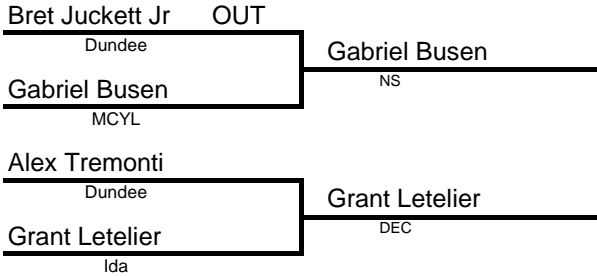 Bret Juckett Jr OUT
Dundee
Gabriel Busen
NS
Gabriel Busen
MCYL
Alex Tremonti
Dundee
Grant Letelier
DEC
Grant Letelier
Ida